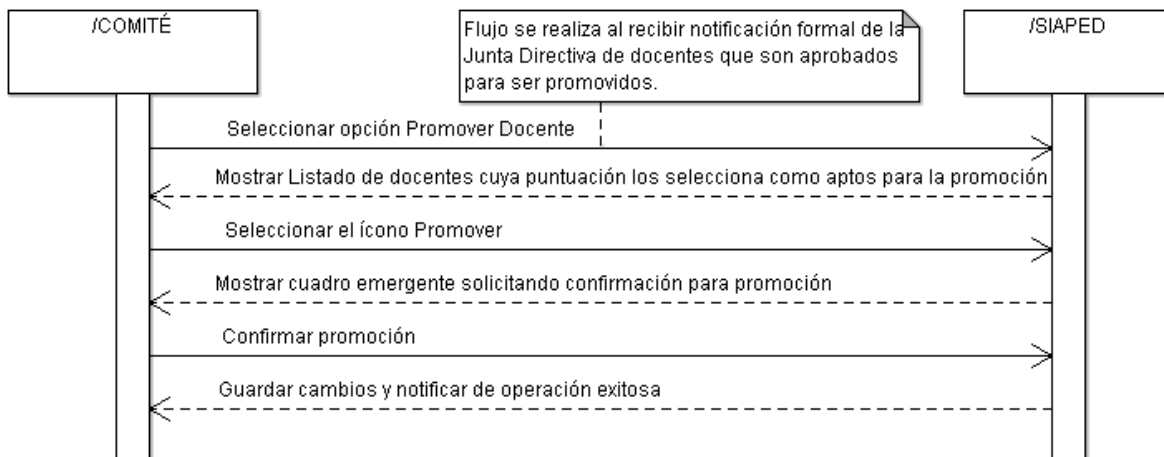 /COMITÉ
Flujo se realiza al recibir notificación formal de la
Junta Directiva de docentes que son aprobados
para ser promovidos.
/SIAPED
Seleccionar opción Promover Docente
Mostrar Listado de docentes cuya puntuación los selecciona como aptos para la promoción
Seleccionar el ícono Promover
Mostrar cuadro emergente solicitando confirmación para promoción
Confirmar promoción
Guardar cambios y notificar de operación exitosa